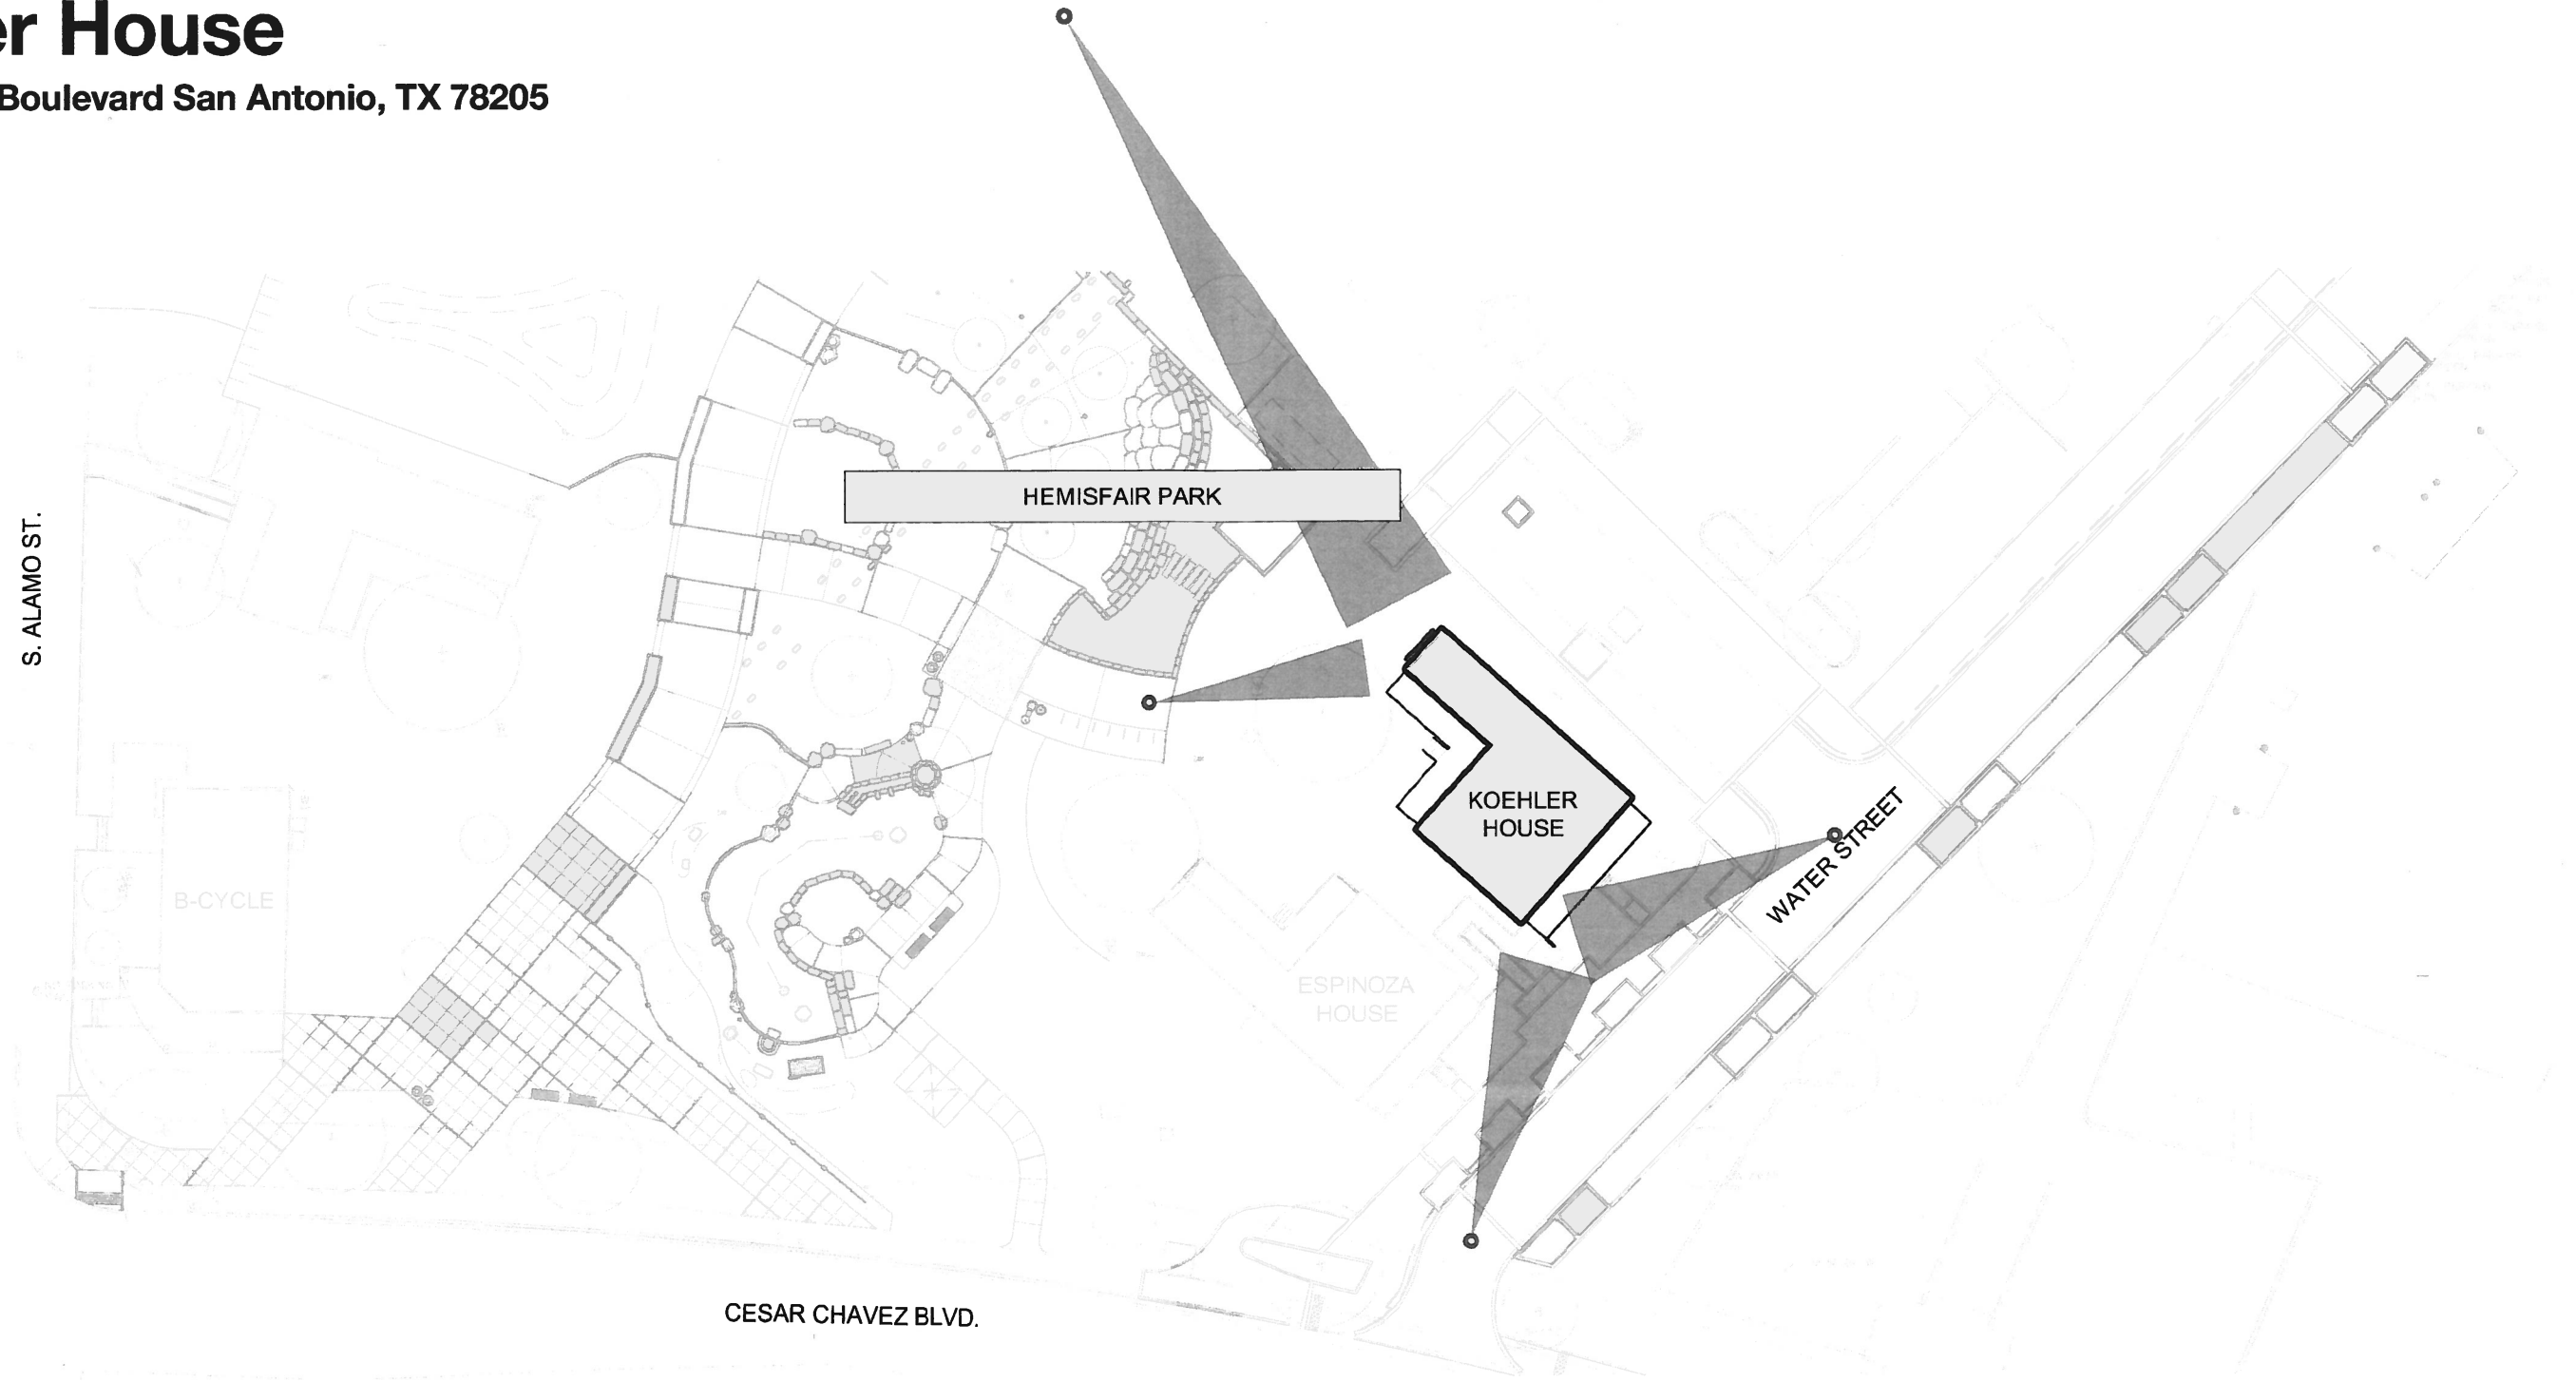 er House
Boulevard San Antonio, TX 78205
HEMISFAIR PARK
S. ALAMO ST.
KOEHLER
HOUSE
WATER STREET
B-CYCLE
ESPINOZA
HOUSE
CESAR CHAVEZ BLVD.